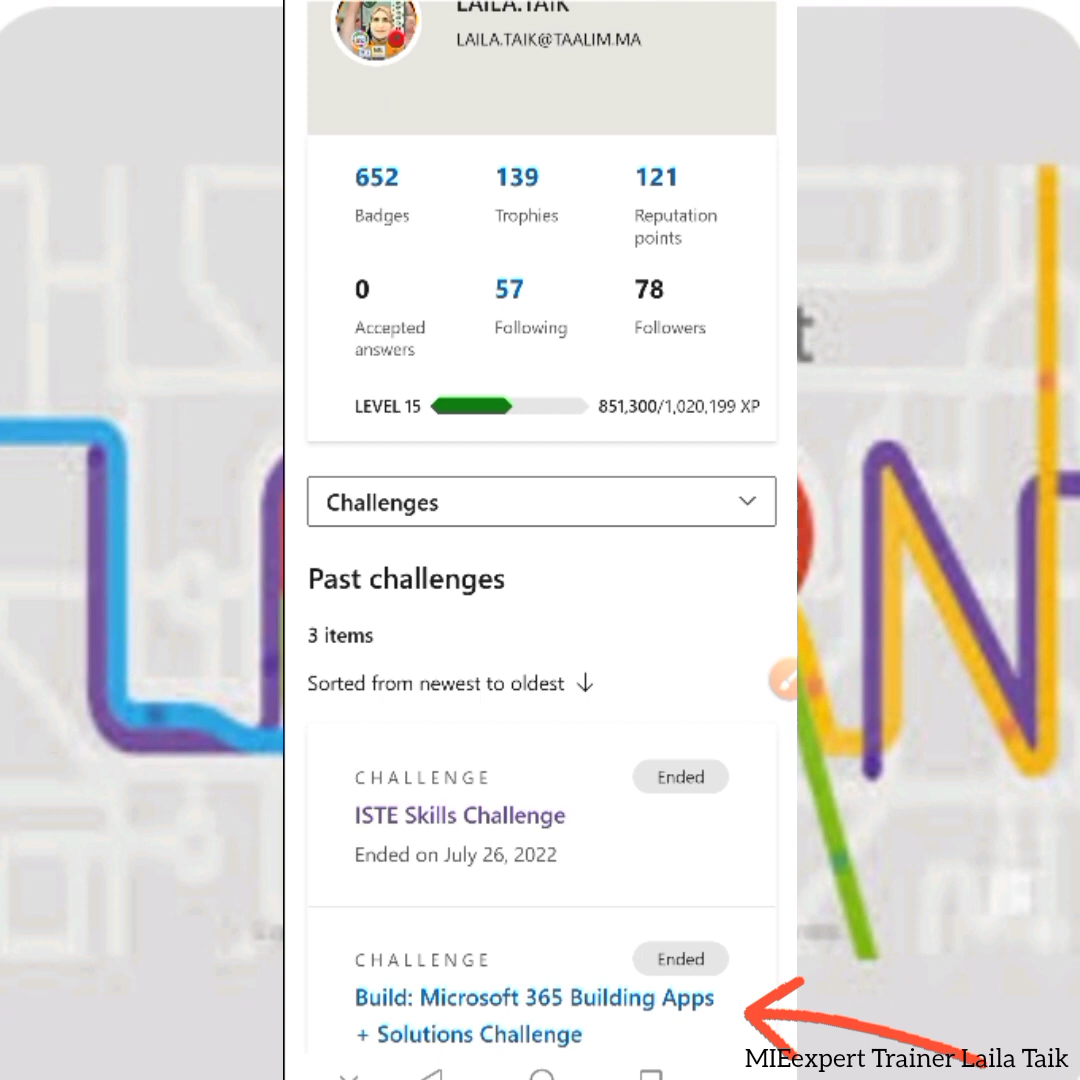 LAILA.TAIK
LAILA.TAIK@TAALIM.MA
652
Badges
139
Trophies
121
Reputation
points
0
Accepted
answers
57
Following
78
Followers
LEVEL 15
851,300/1,020,199 XP
Challenges
Past challenges
3 items
Sorted from newest to oldest ↓
CHALLENGE
Ended
ISTE Skills Challenge
Ended on July 26, 2022
CHALLENGE
Ended
Build: Microsoft 365 Building Apps
+ Solutions Challenge
MIEexpert Trainer Laila Taik